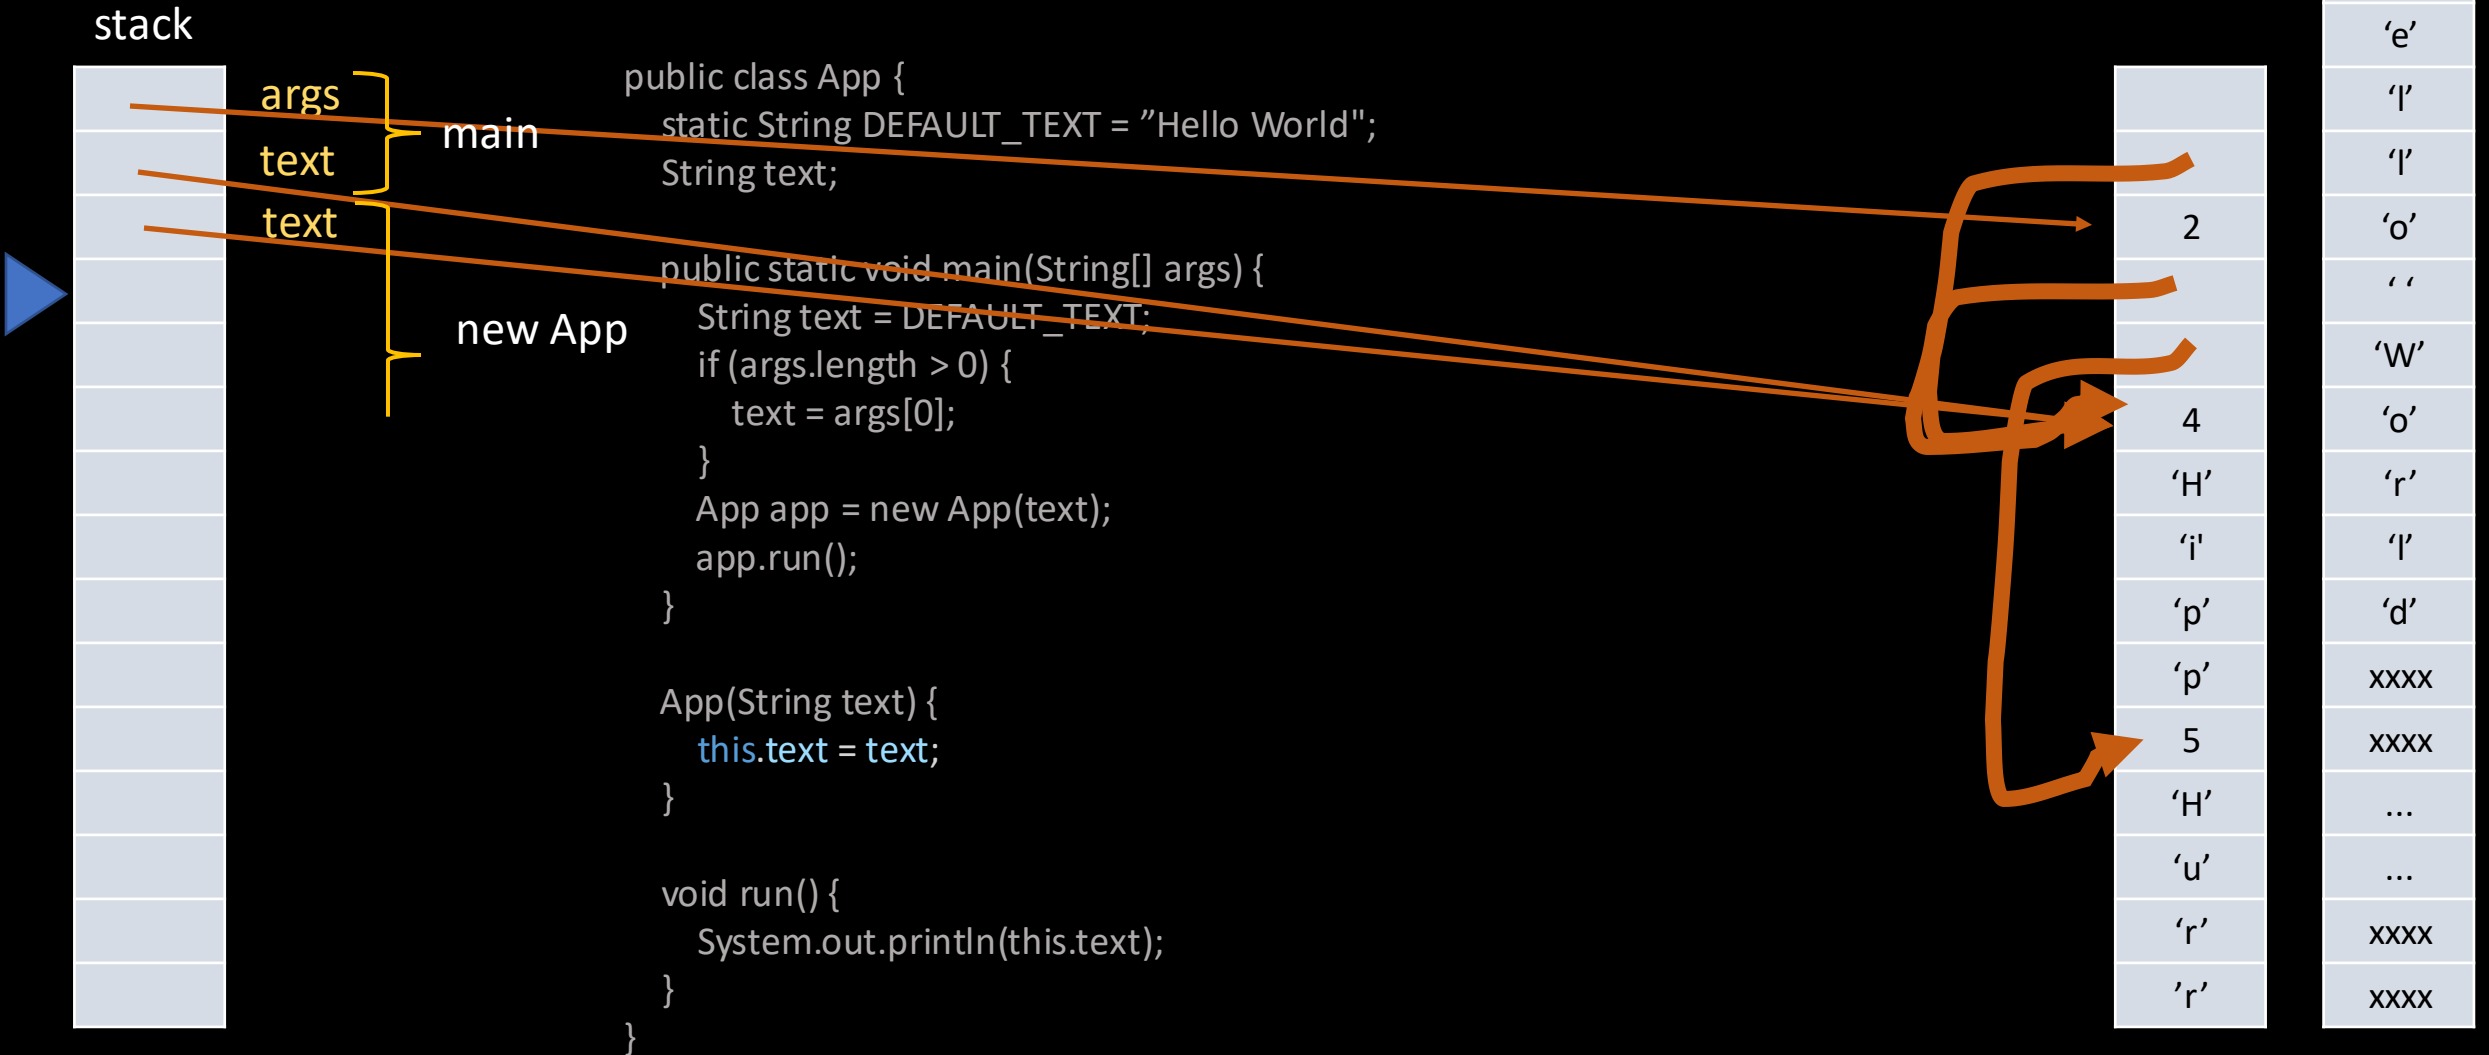 stack
args
text
main
text
new App
public class App {
static String DEFAULT_TEXT = ”Hello World";
String text;
public static void main(String[] args) {
String text = DEFAULT_TEXT;
if (args.length > 0) {
text = args[0];
}
App app = new App(text);
app.run();
}
App(String text) {
this.text = text;
}
void run() {
System.out.println(this.text);
}
}
2
4
‘H’
‘i'
‘p’
‘p’
5
‘H’
‘u’
‘r’
’r’
‘e’
‘l’
‘l’
‘o’
‘ ‘
‘W’
‘o’
‘r’
‘l’
‘d’
xxxx
xxxx
...
...
xxxx
xxxx